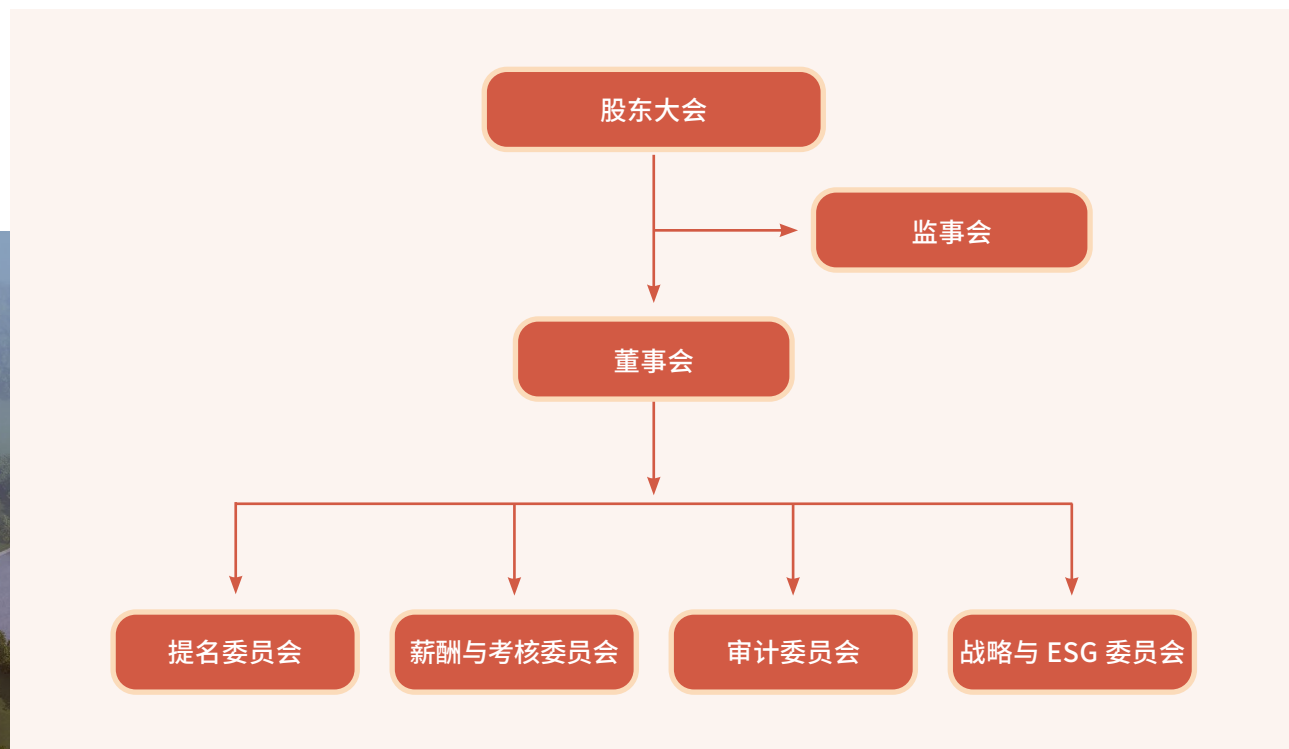 股东大会
监事会
董事会
提名委员会
薪酬与考核委员会
审计委员会
战略与 ESG 委员会